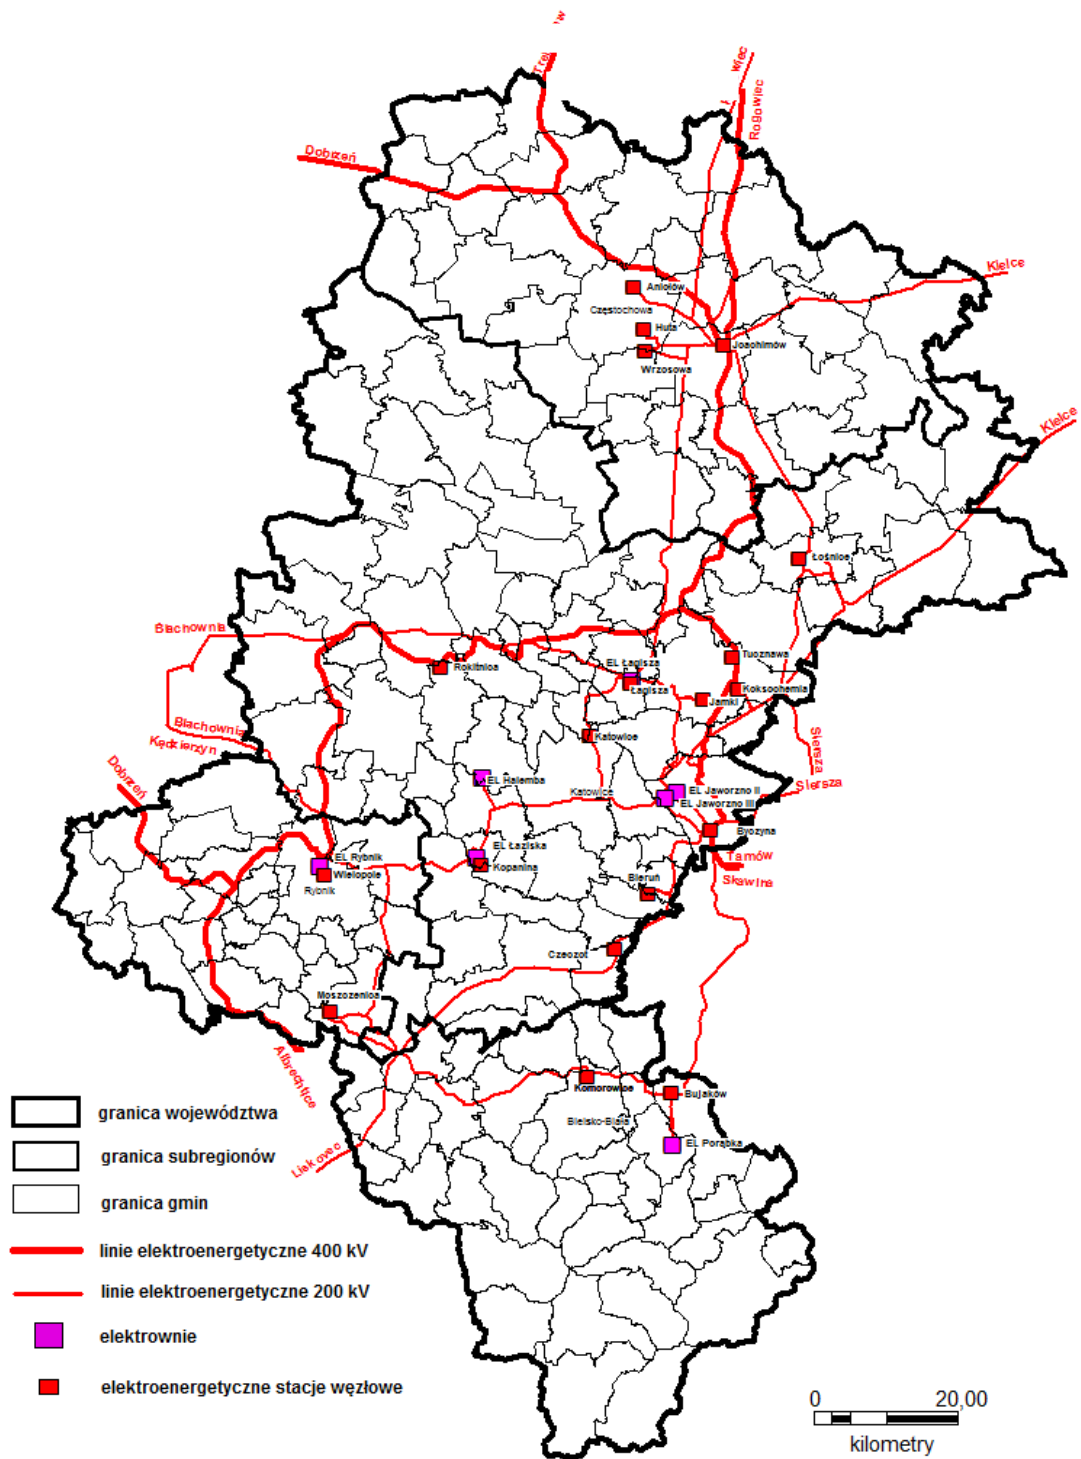 Tre
wiec
Rogowiec
Dobrzeń
Kielce
Aniołów
Częstochowa
Huta
Joachimów
Wrzosowa
Kielce
Łośnice
Blachownia
EL Łagisza
Tucznawa
Rokitnica
Łagisza
Koksochemia
Jamki
Blachownia
Katowice
Siersza
Kędzierzyn
Dobrzeń
EL Halemba
Siersza
Katowice
EL Jaworzno II
EL Jaworzno III
Byczyna
EL Łaziska
EL Rybnik
Kopanina
Tarnów
Wielopole
Bieruń
Skawina
Rybnik
Czeczot
Moszczenica
Albrechtice
Komorowice
Bujaków
Bielsko-Biała
EL Porąbka
Liskovec
granica województwa
granica subregionów
granica gmin
linie elektroenergetyczne 400 kV
linie elektroenergetyczne 200 kV
elektrownie
elektroenergetyczne stacje węzłowe
0 20,00
kilometry